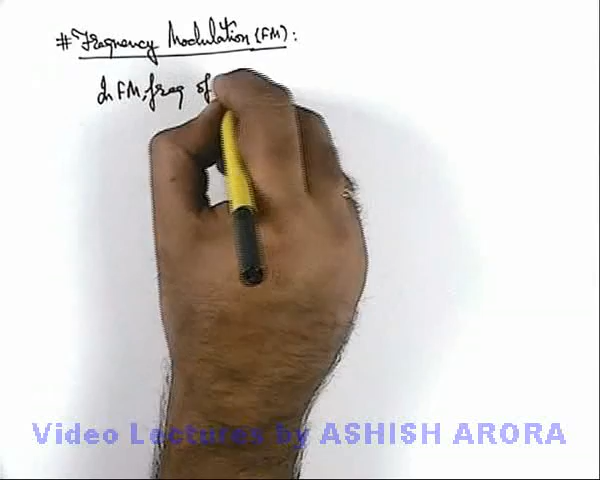 # Frequency Modulation (FM):
In FM, freq of
Video Lectures by ASHISH ARORA